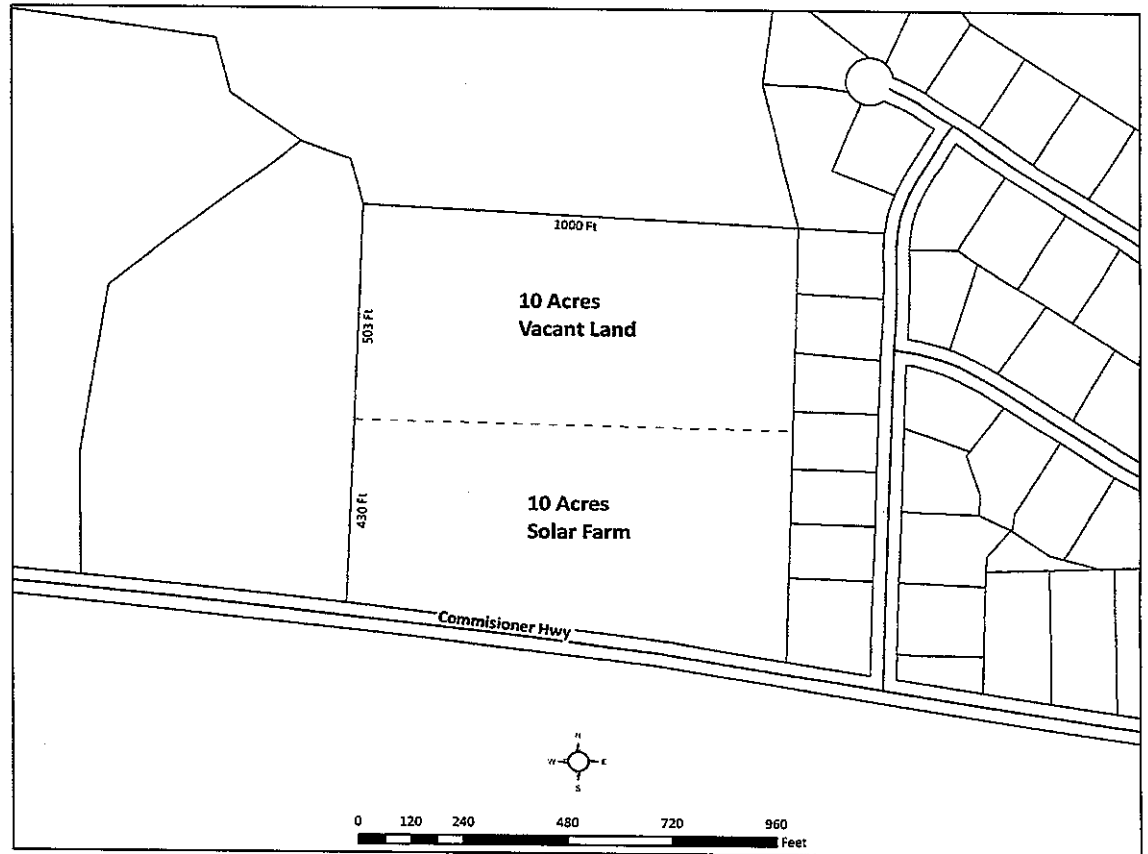 1000 Ft
503 Ft
10 Acres
Vacant Land
430 Ft
10 Acres
Solar Farm
Commisioner Hwy
N
W E
S
0 120 240 480 720 960
Feet